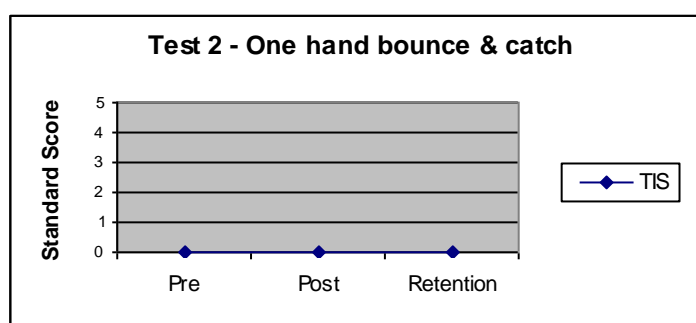 Test 2 - One hand bounce & catch
Standard Score
5
4
3
2
1
0
Pre Post Retention
TIS